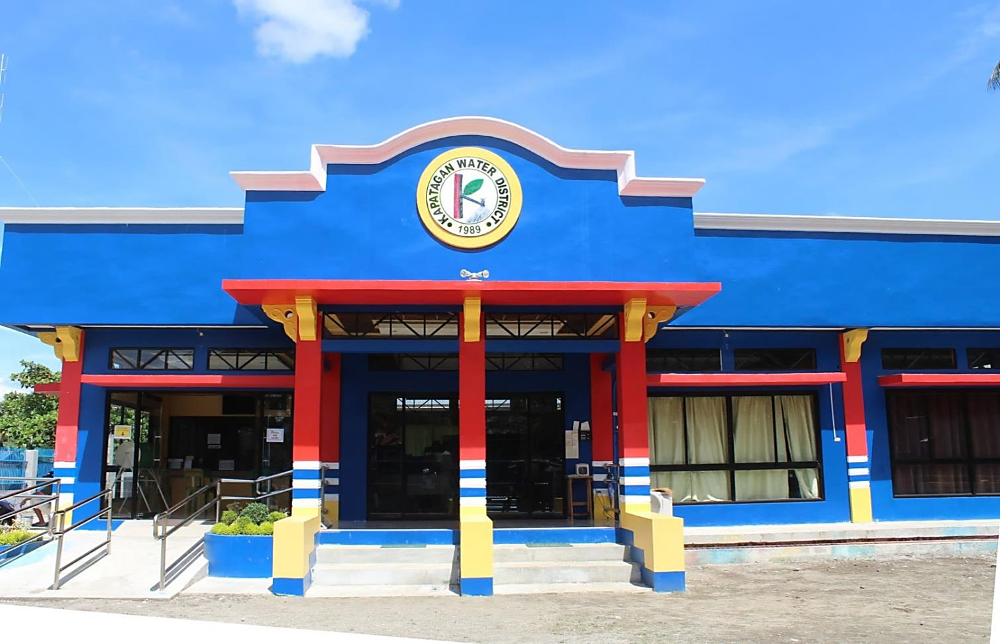 KAPATAGAN WATER DISTRICT
1989